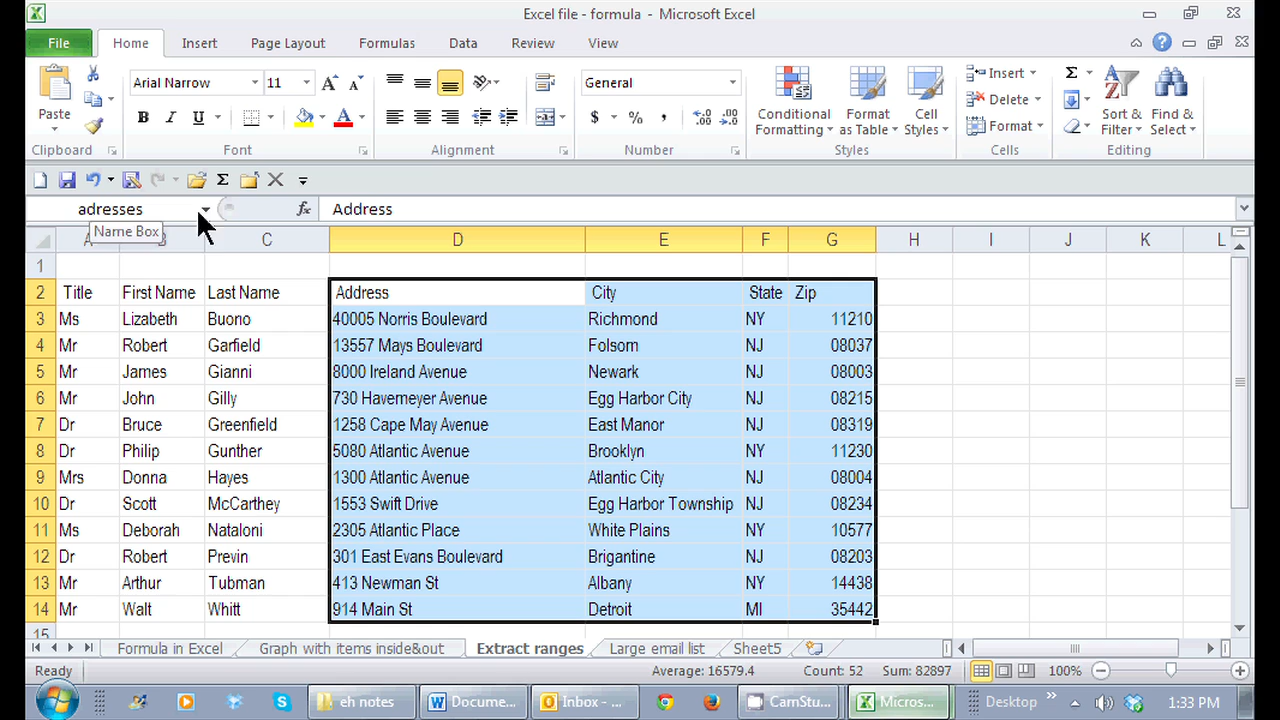 Excel file - formula - Microsoft Excel
File Home Insert Page Layout Formulas Data Review View
Paste
Clipboard
Arial Narrow 11
B I U A
Font
Alignment
General
$ % ,
Number
Conditional Formatting
Format as Table
Cell Styles
Styles
Insert
Delete
Format
Cells
Σ
Sort & Filter
Find & Select
Editing
adresses fx Address
Name Box
A B C D E F G H I J K L
1
2 Title First Name Last Name Address City State Zip
3 Ms Lizabeth Buono 40005 Norris Boulevard Richmond NY 11210
4 Mr Robert Garfield 13557 Mays Boulevard Folsom NJ 08037
5 Mr James Gianni 8000 Ireland Avenue Newark NJ 08003
6 Mr John Gilly 730 Havemeyer Avenue Egg Harbor City NJ 08215
7 Dr Bruce Greenfield 1258 Cape May Avenue East Manor NJ 08319
8 Dr Philip Gunther 5080 Atlantic Avenue Brooklyn NY 11230
9 Mrs Donna Hayes 1300 Atlantic Avenue Atlantic City NJ 08004
10 Dr Scott McCarthey 1553 Swift Drive Egg Harbor Township NJ 08234
11 Ms Deborah Nataloni 2305 Atlantic Place White Plains NY 10577
12 Dr Robert Previn 301 East Evans Boulevard Brigantine NJ 08203
13 Mr Arthur Tubman 413 Newman St Albany NY 14438
14 Mr Walt Whitt 914 Main St Detroit MI 35442
15
Formula in Excel Graph with items inside&out Extract ranges Large email list Sheet5
Ready Average: 16579.4 Count: 52 Sum: 82897 100%
eh notes Docume... Inbox - ... CamStu... Micros... Desktop 1:33 PM